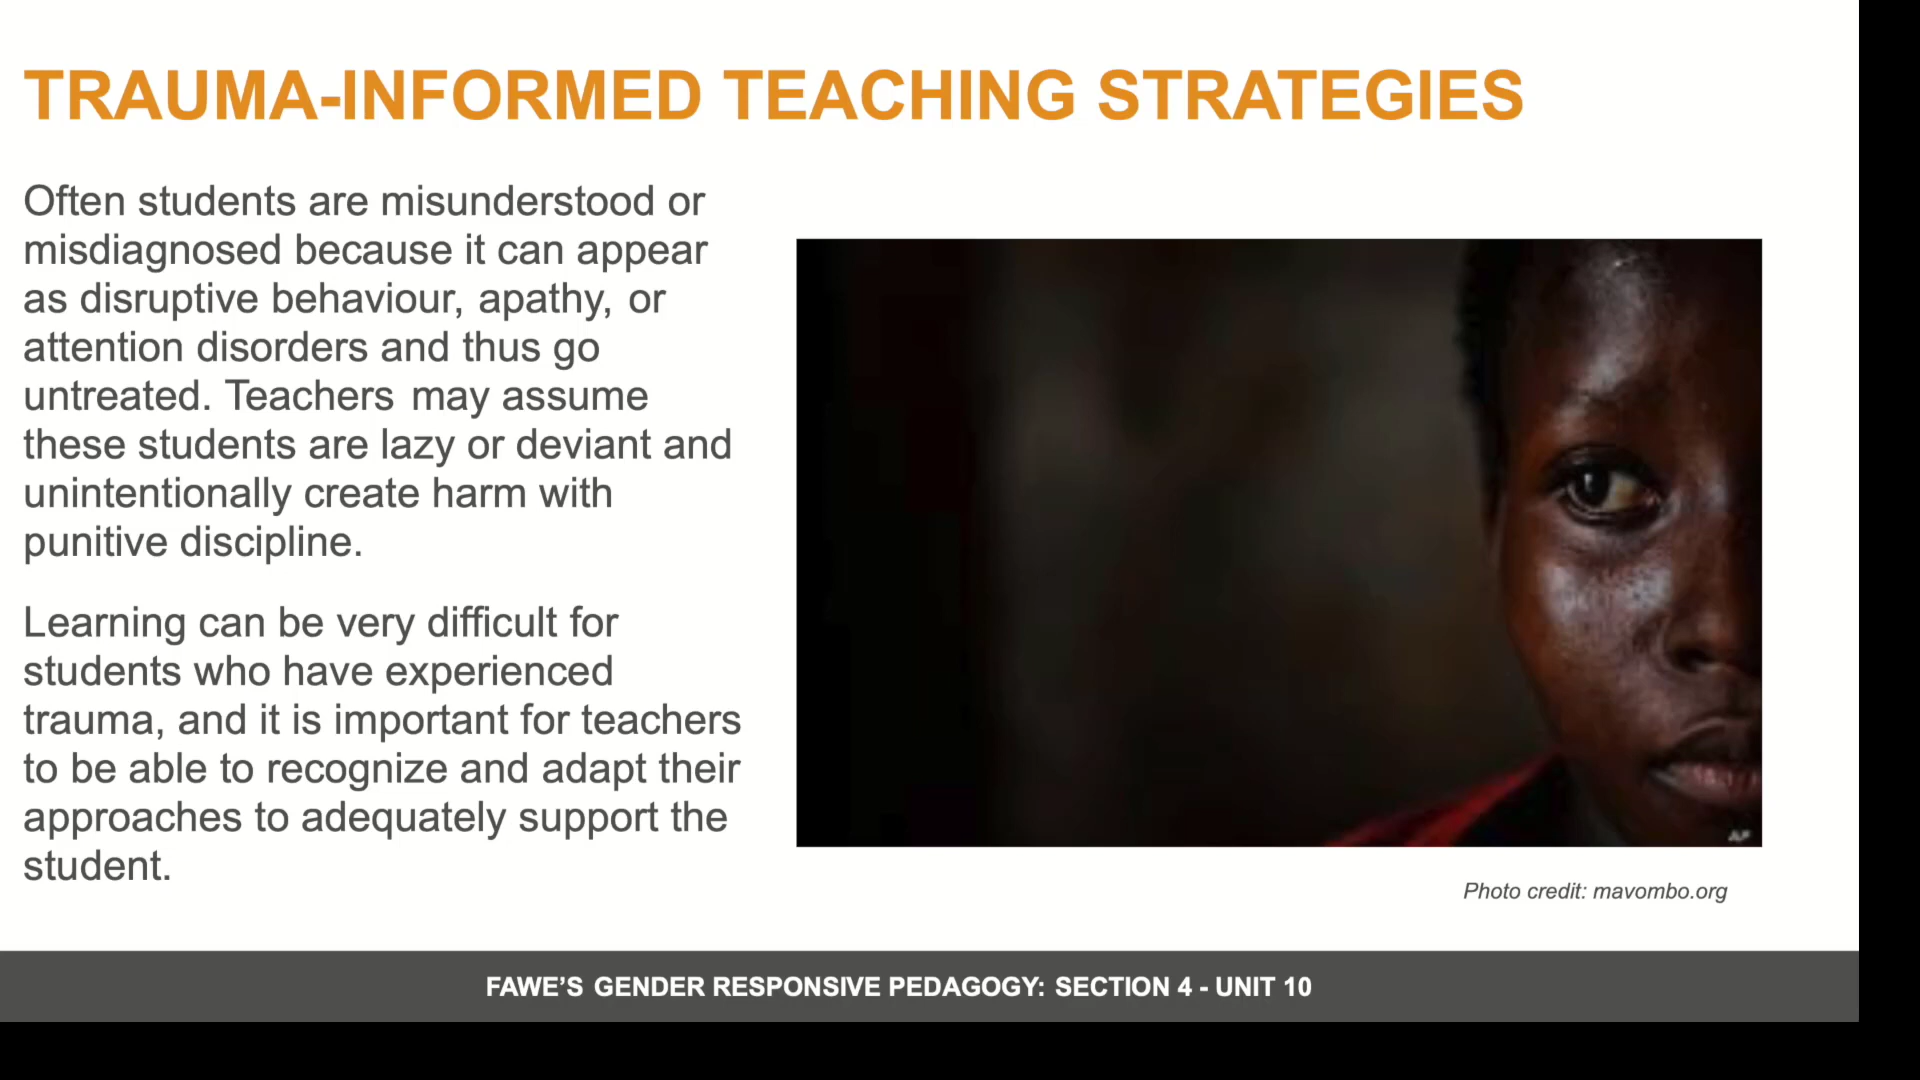 TRAUMA-INFORMED TEACHING STRATEGIES
Often students are misunderstood or
misdiagnosed because it can appear
as disruptive behaviour, apathy, or
attention disorders and thus go
untreated. Teachers may assume
these students are lazy or deviant and
unintentionally create harm with
punitive discipline.
Learning can be very difficult for
students who have experienced
trauma, and it is important for teachers
to be able to recognize and adapt their
approaches to adequately support the
student.
Photo credit: mavombo.org
FAWE’S GENDER RESPONSIVE PEDAGOGY: SECTION 4 - UNIT 10